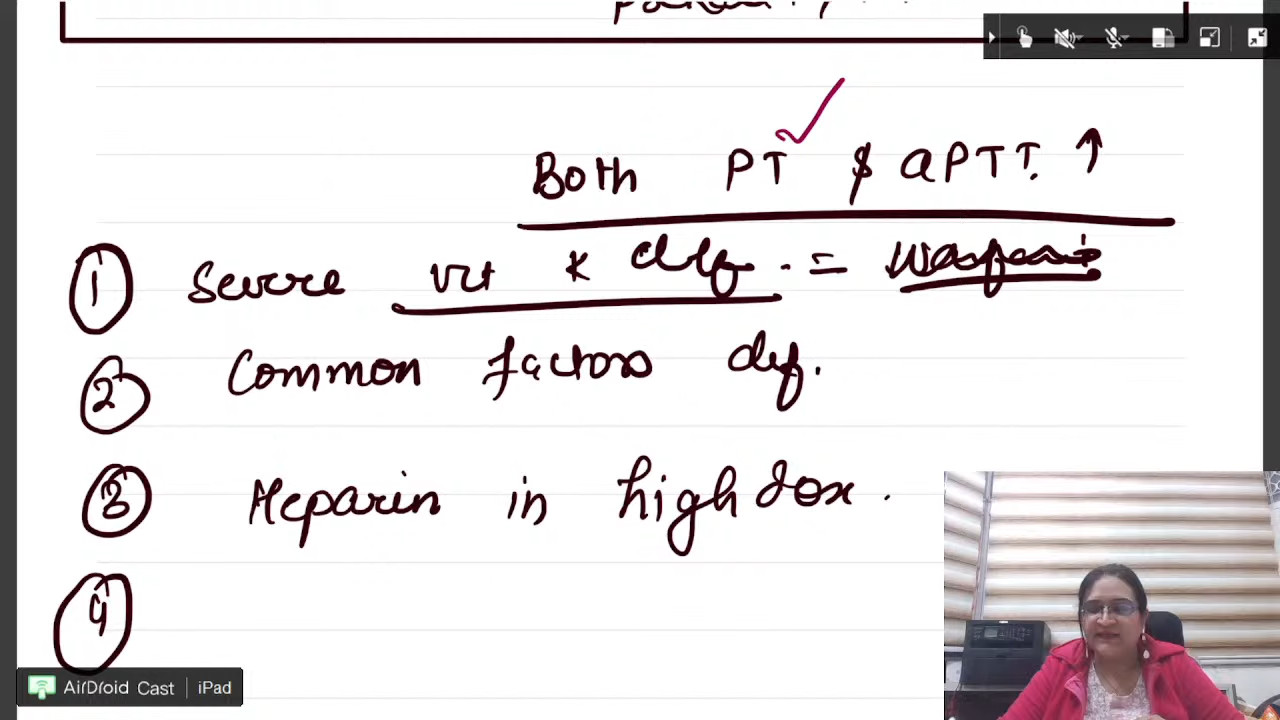 Both PT & aPTT. ↑
① Severe vit K def. = Warfarin
② Common factors def.
③ Heparin in high dose.
④
AirDroid Cast | iPad